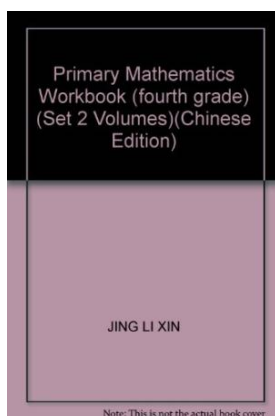 Primary Mathematics
Workbook (fourth grade)
(Set 2 Volumes)(Chinese
Edition)
JING LI XIN
Note: This is not the actual book cover